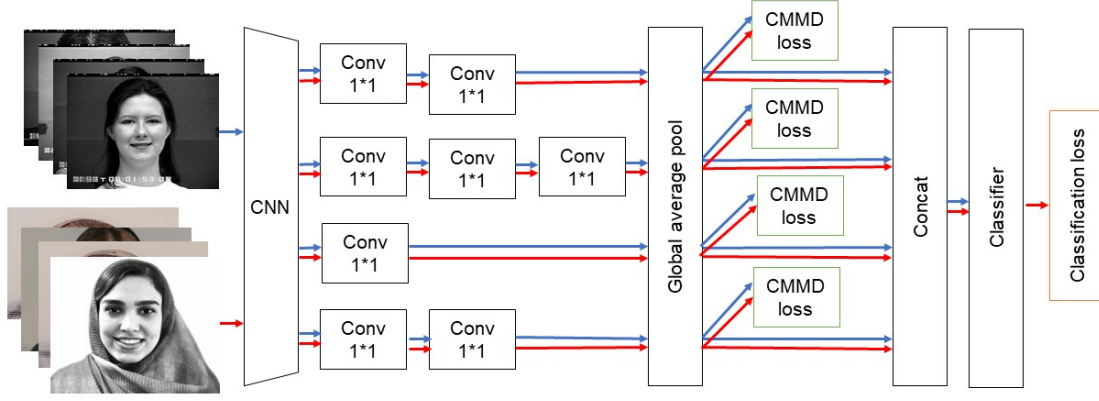 CNN
Conv
1*1
Conv
1*1
Conv
1*1
Conv
1*1
Conv
1*1
Conv
1*1
Conv
1*1
Conv
1*1
Global average pool
CMMD
loss
CMMD
loss
CMMD
loss
CMMD
loss
Concat
Classifier
Classification loss